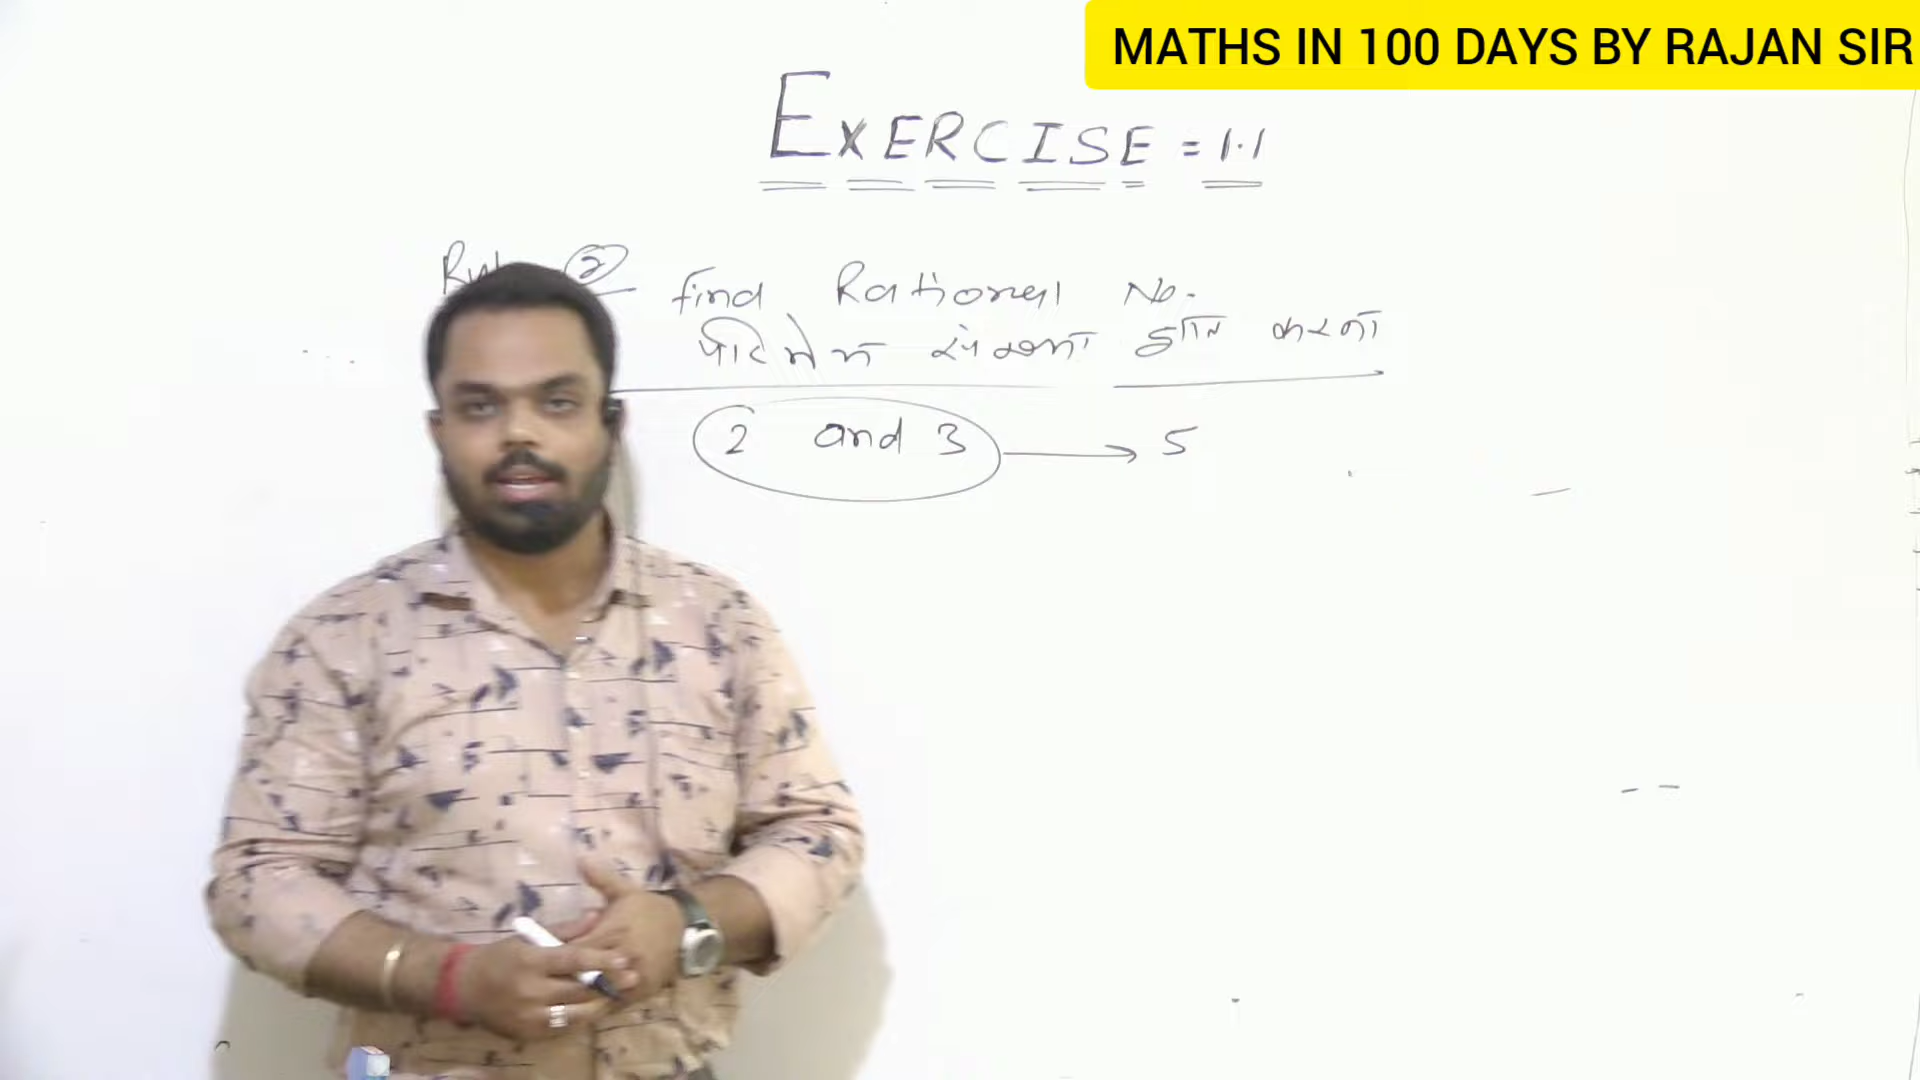 MATHS IN 100 DAYS BY RAJAN SIR
EXERCISE = 1.1
2
find Rational No.
परिमेय संख्या ज्ञात करना
2 and 3 → 5